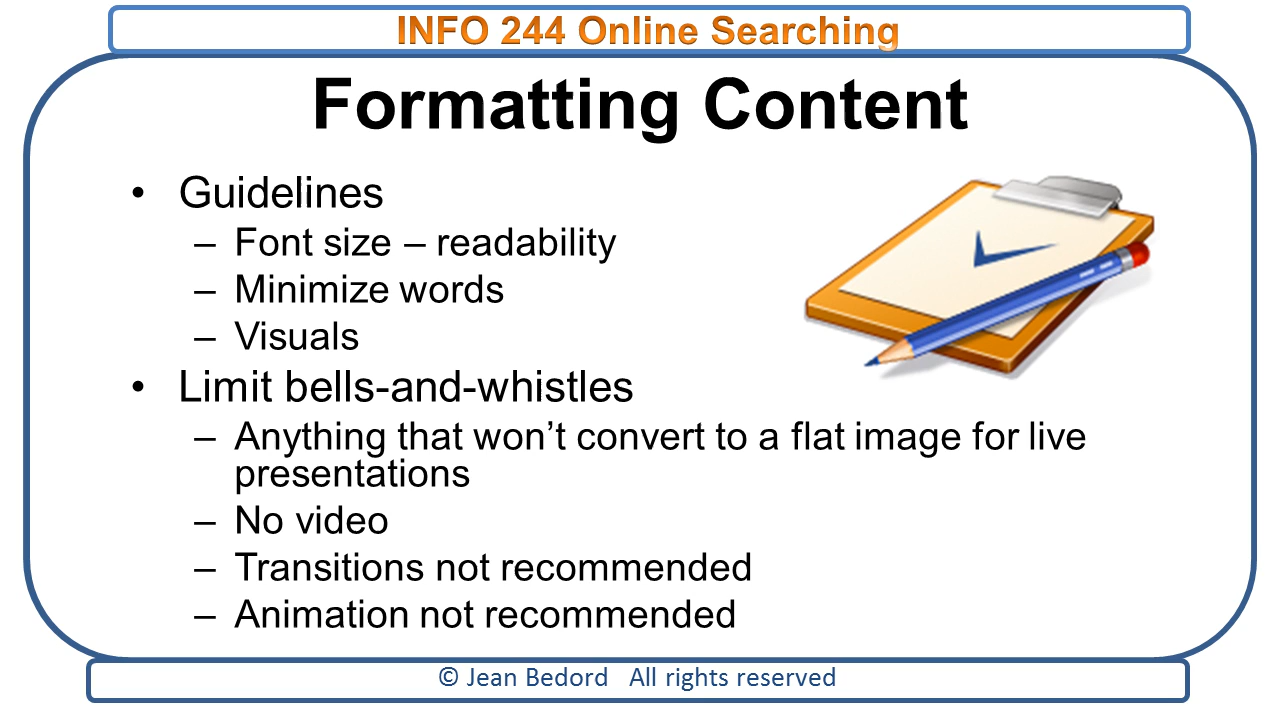 INFO 244 Online Searching
Formatting Content
• Guidelines
– Font size – readability
– Minimize words
– Visuals
• Limit bells-and-whistles
– Anything that won’t convert to a flat image for live
presentations
– No video
– Transitions not recommended
– Animation not recommended
© Jean Bedord All rights reserved